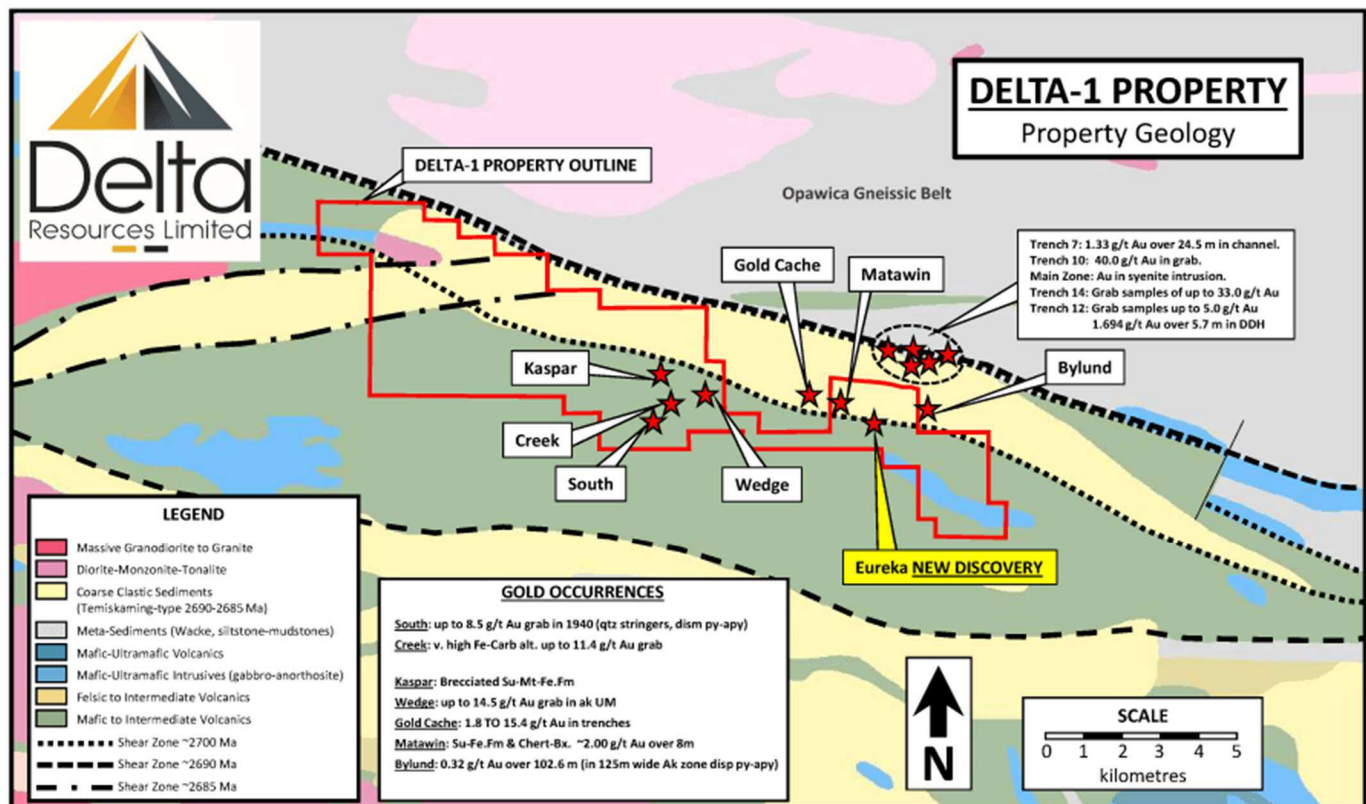 Delta
Resources Limited
DELTA-1 PROPERTY
Property Geology
DELTA-1 PROPERTY OUTLINE
Opawica Gneissic Belt
Trench 7: 1.33 g/t Au over 24.5 m in channel.
Trench 10: 40.0 g/t Au in grab.
Main Zone: Au in syenite intrusion.
Trench 14: Grab samples of up to 33.0 g/t Au
Trench 12: Grab samples up to 5.0 g/t Au
1.694 g/t Au over 5.7 m in DDH
Gold Cache
Matawin
Kaspar
Bylund
Creek
South
Wedge
Eureka NEW DISCOVERY
LEGEND
Massive Granodiorite to Granite
Diorite-Monzonite-Tonalite
Coarse Clastic Sediments
(Temiskaming-type 2690-2685 Ma)
Meta-Sediments (Wacke, siltstone-mudstones)
Mafic-Ultramafic Volcanics
Mafic-Ultramafic Intrusives (gabbro-anorthosite)
Felsic to Intermediate Volcanics
Mafic to Intermediate Volcanics
Shear Zone ~2700 Ma
Shear Zone ~2690 Ma
Shear Zone ~2685 Ma
GOLD OCCURRENCES
South: up to 8.5 g/t Au grab in 1940 (qtz stringers, dism py-apy)
Creek: v. high Fe-Carb alt. up to 11.4 g/t Au grab
Kaspar: Brecciated Su-Mt-Fe.Fm
Wedge: up to 14.5 g/t Au grab in ak UM
Gold Cache: 1.8 TO 15.4 g/t Au in trenches
Matawin: Su-Fe.Fm & Chert-Bx. ~2.00 g/t Au over 8m
Bylund: 0.32 g/t Au over 102.6 m (in 125m wide Ak zone disp py-apy)
N
SCALE
0 1 2 3 4 5
kilometres